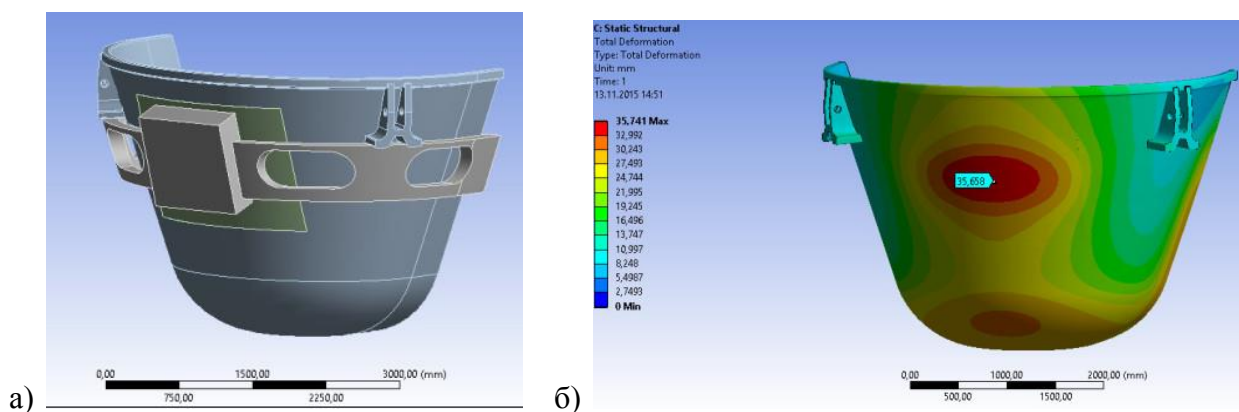 0,00
1500,00
3000,00 (mm)
750,00
2250,00
а)
C: Static Structural
Total Deformation
Type: Total Deformation
Unit: mm
Time: 1
13.11.2015 14:51
35,741 Max
32,992
30,243
27,493
24,744
21,995
19,245
16,496
13,747
10,997
8,248
5,4987
2,7493
0 Min
35,658
0,00
1000,00
2000,00 (mm)
500,00
1500,00
б)